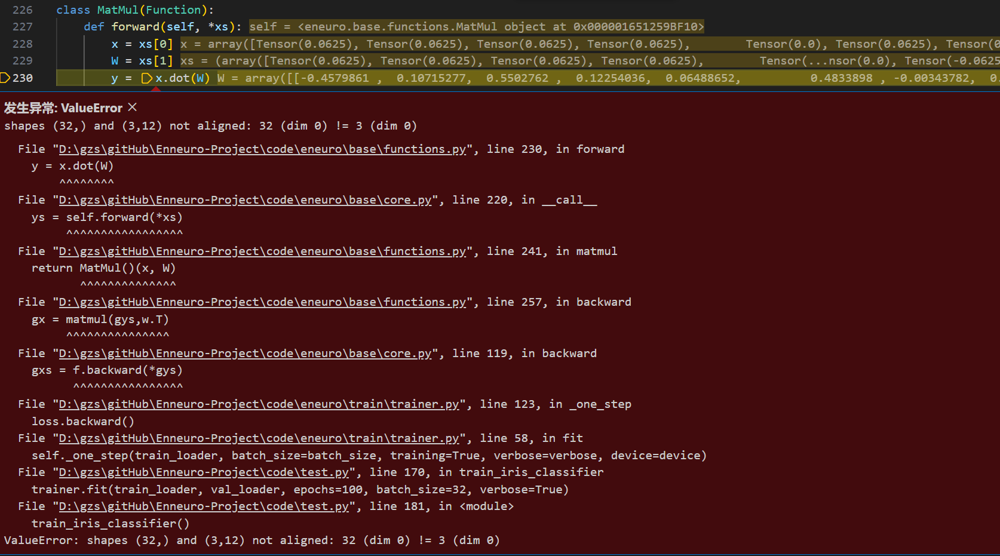 226 class MatMul(Function):
227 def forward(self, *xs): self = <eneuro.base.functions.MatMul object at 0x000001651259BF10>
228 x = xs[0] x = array([Tensor(0.0625), Tensor(0.0625), Tensor(0.0625), Tensor(0.0625), Tensor(0.0), Tensor(0.0625), Tensor(0
229 W = xs[1] xs = (array([Tensor(0.0625), Tensor(0.0625), Tensor(0.0625), Tensor(0.0625), Tensor(...nsor(0.0), Tensor(-0.0625
230 y = x.dot(W) W = array([[-0.4579861 , 0.10715277, 0.5502762 , 0.12254036, 0.06488652, 0.4833898 , -0.00343782, 0.
发生异常: ValueError ×
shapes (32,) and (3,12) not aligned: 32 (dim 0) != 3 (dim 0)
File "D:\gzs\gitHub\Enneuro-Project\code\eneuro\base\functions.py", line 230, in forward
y = x.dot(W)
^^^^^^^^
File "D:\gzs\gitHub\Enneuro-Project\code\eneuro\base\core.py", line 220, in __call__
ys = self.forward(*xs)
^^^^^^^^^^^^^^^^^
File "D:\gzs\gitHub\Enneuro-Project\code\eneuro\base\functions.py", line 241, in matmul
return MatMul()(x, W)
^^^^^^^^^^^^^^
File "D:\gzs\gitHub\Enneuro-Project\code\eneuro\base\functions.py", line 257, in backward
gx = matmul(gys,w.T)
^^^^^^^^^^^^^^^
File "D:\gzs\gitHub\Enneuro-Project\code\eneuro\base\core.py", line 119, in backward
gxs = f.backward(*gys)
^^^^^^^^^^^^^^^^
File "D:\gzs\gitHub\Enneuro-Project\code\eneuro\train\trainer.py", line 123, in _one_step
loss.backward()
File "D:\gzs\gitHub\Enneuro-Project\code\eneuro\train\trainer.py", line 58, in fit
self._one_step(train_loader, batch_size=batch_size, training=True, verbose=verbose, device=device)
File "D:\gzs\gitHub\Enneuro-Project\code\test.py", line 170, in train_iris_classifier
trainer.fit(train_loader, val_loader, epochs=100, batch_size=32, verbose=True)
File "D:\gzs\gitHub\Enneuro-Project\code\test.py", line 181, in <module>
train_iris_classifier()
ValueError: shapes (32,) and (3,12) not aligned: 32 (dim 0) != 3 (dim 0)